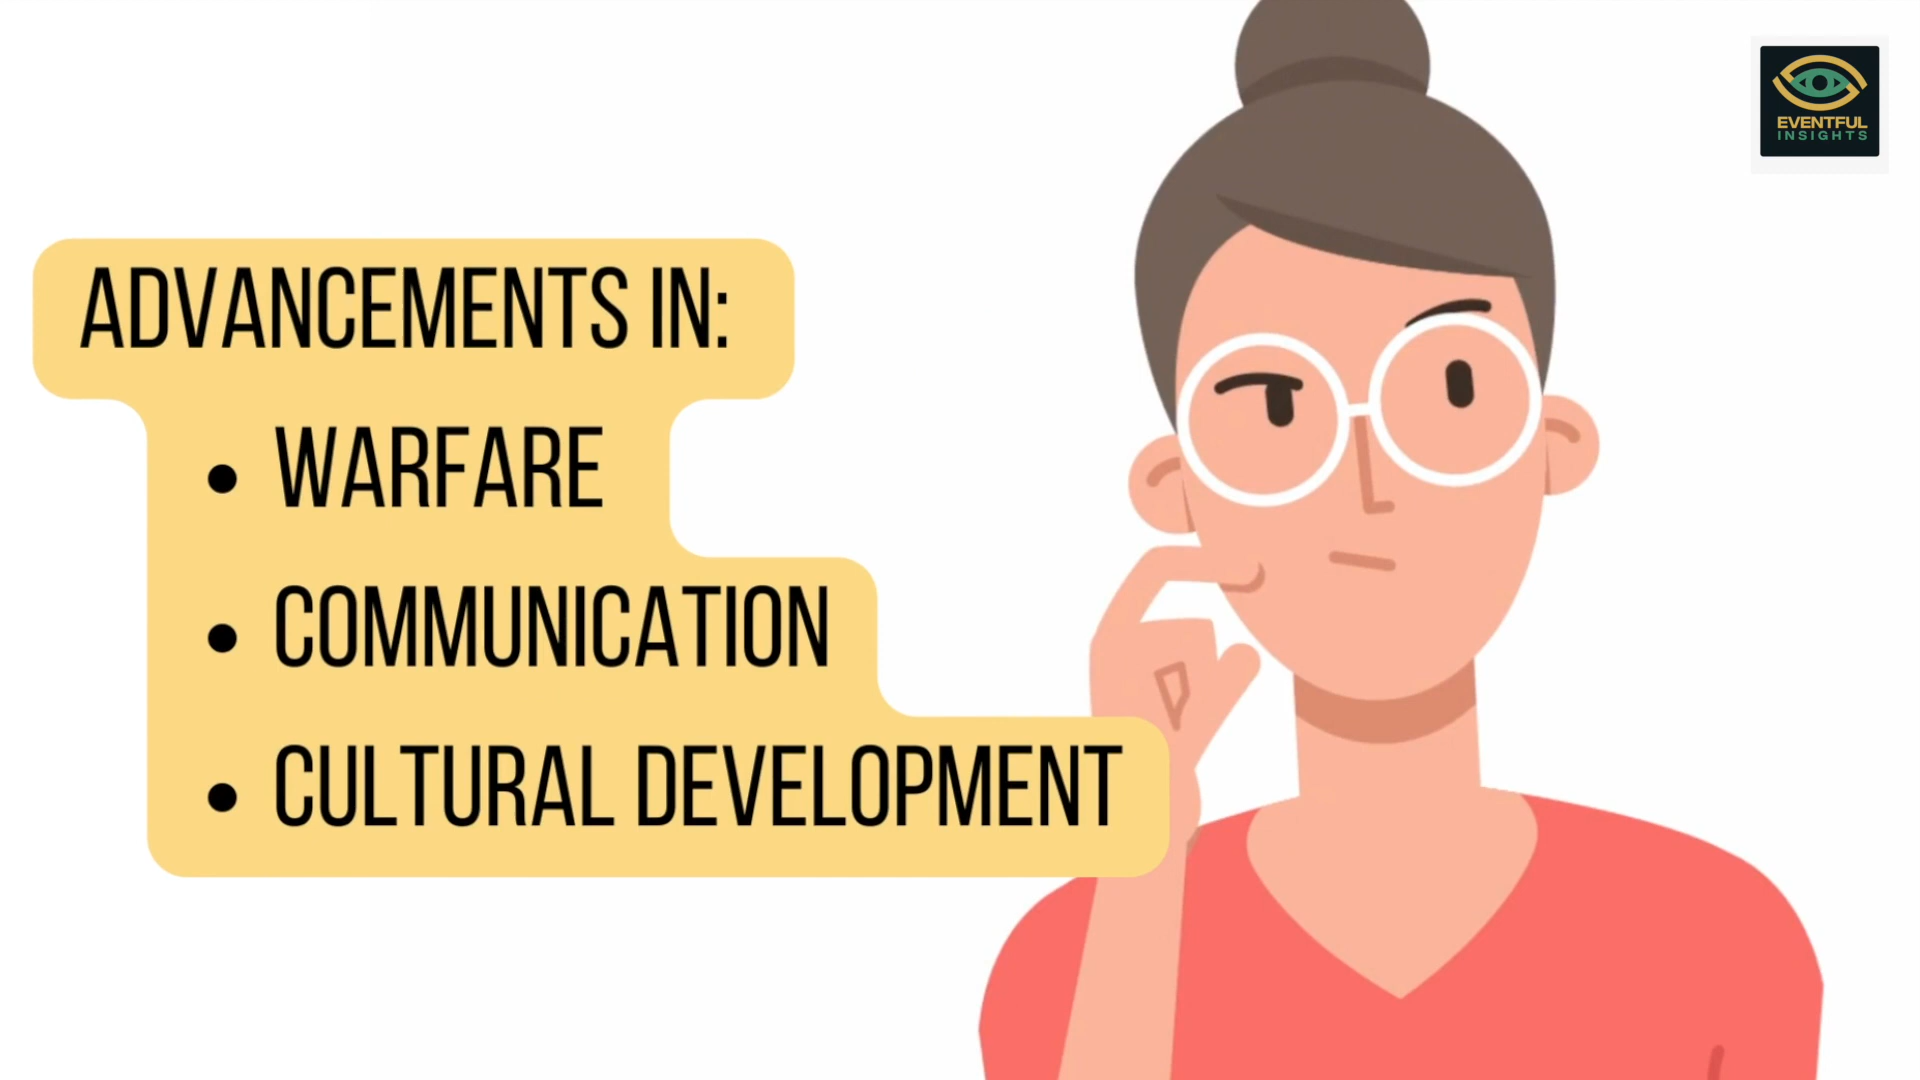 ADVANCEMENTS IN:
• WARFARE
• COMMUNICATION
• CULTURAL DEVELOPMENT
EVENTFUL
INSIGHTS